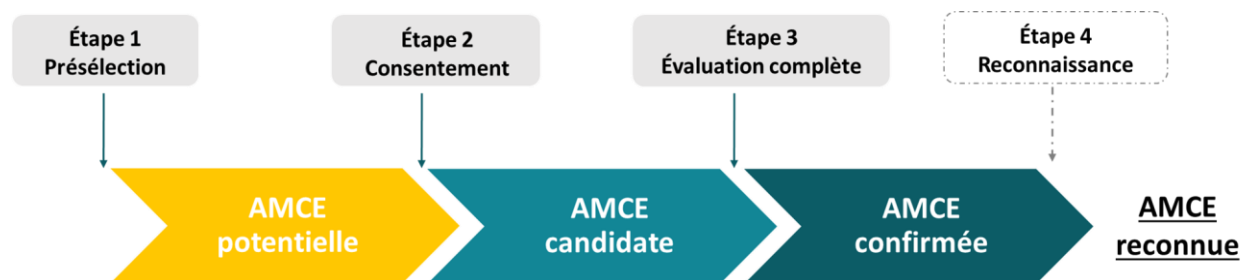 Étape 1
Présélection
Étape 2
Consentement
Étape 3
Évaluation complète
Étape 4
Reconnaissance
AMCE
potentielle
AMCE
candidate
AMCE
confirmée
AMCE
reconnue